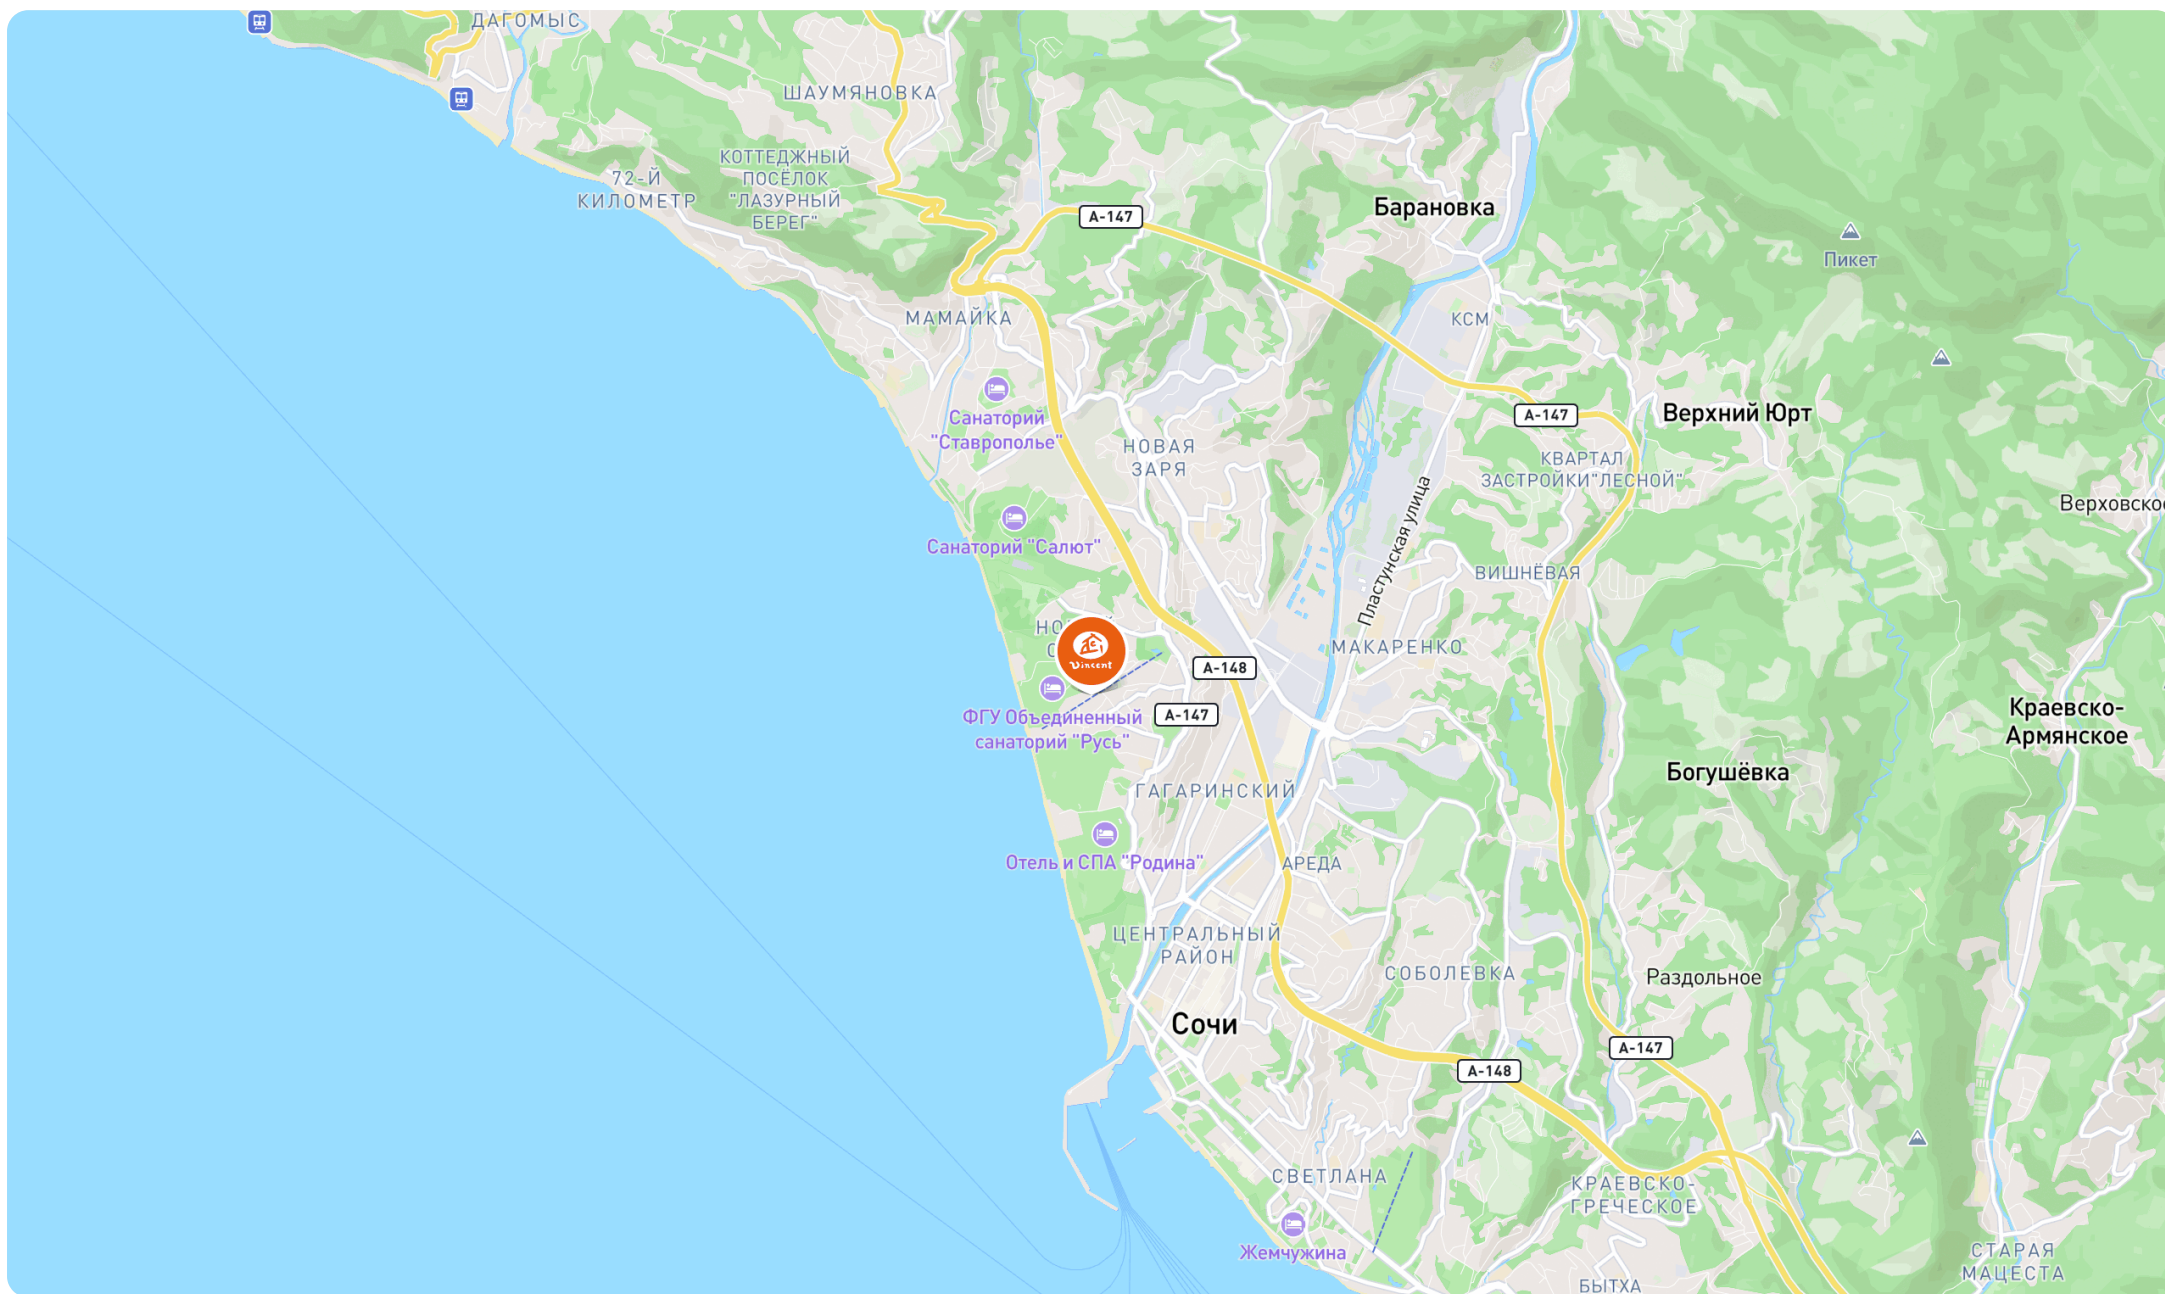 ДАГОМЫС
ШАУМЯНОВКА
КОТТЕДЖНЫЙ
ПОСЁЛОК
"ЛАЗУРНЫЙ
БЕРЕГ"
72-Й
КИЛОМЕТР
Барановка
А-147
Пикет
МАМАЙКА
КСМ
Санаторий
"Ставрополье"
А-147
Верхний Юрт
НОВАЯ
ЗАРЯ
КВАРТАЛ
ЗАСТРОЙКИ"ЛЕСНОЙ"
Верховско
Пластунская улица
Санаторий "Салют"
ВИШНЁВАЯ
Vincent
МАКАРЕНКО
А-148
А-147
ФГУ Объединенный
санаторий "Русь"
Краевско-
Армянское
Богушёвка
ГАГАРИНСКИЙ
Отель и СПА "Родина"
АРЕДА
ЦЕНТРАЛЬНЫЙ
РАЙОН
СОБОЛЕВКА
Раздольное
Сочи
А-147
А-148
СВЕТЛАНА
КРАЕВСКО-
ГРЕЧЕСКОЕ
Жемчужина
СТАРАЯ
МАЦЕСТА
БЫТХА